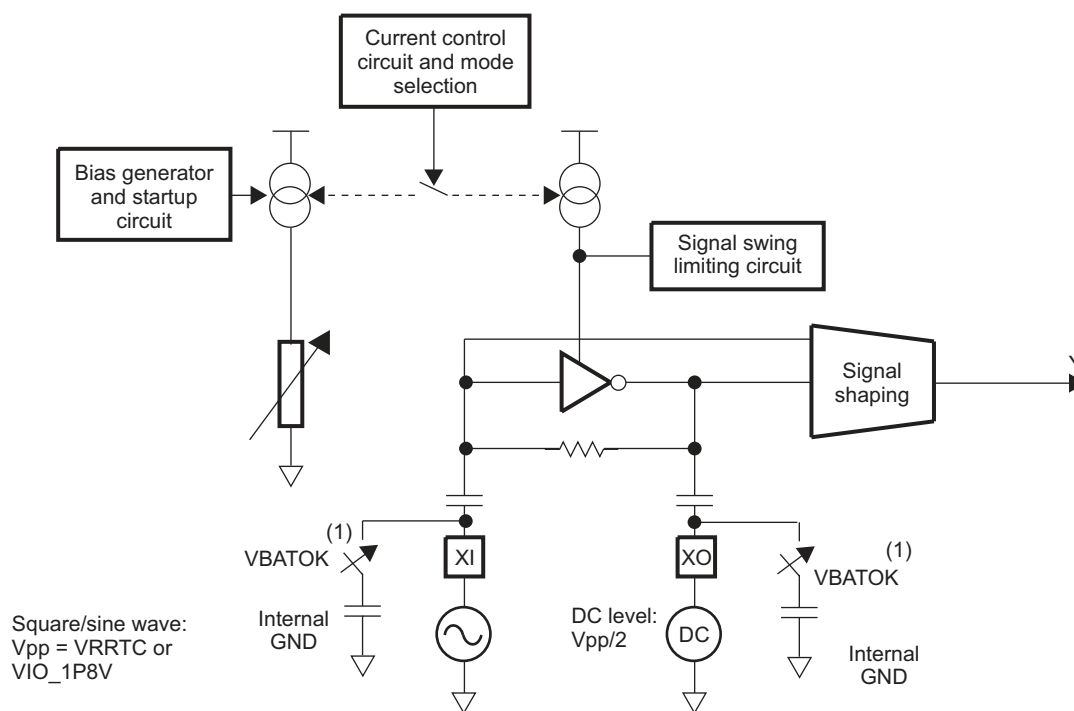 Current control
circuit and mode
selection
Bias generator
and startup
circuit
Signal swing
limiting circuit
Signal
shaping
(1)
VBATOK
XI
XO
(1)
VBATOK
Internal
GND
DC level:
Vpp/2
DC
Internal
GND
Square/sine wave:
Vpp = VRRTC or
VIO_1P8V